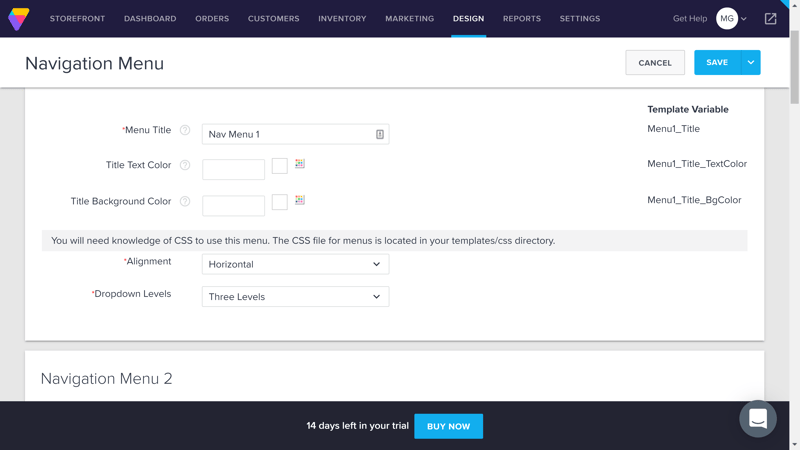 STOREFRONT DASHBOARD ORDERS CUSTOMERS INVENTORY MARKETING DESIGN REPORTS SETTINGS Get Help MG
Navigation Menu CANCEL SAVE
Template Variable
*Menu Title ? Nav Menu 1 Menu1_Title
Title Text Color ? Menu1_Title_TextColor
Title Background Color ? Menu1_Title_BgColor
You will need knowledge of CSS to use this menu. The CSS file for menus is located in your templates/css directory.
*Alignment Horizontal
*Dropdown Levels Three Levels
Navigation Menu 2
14 days left in your trial BUY NOW